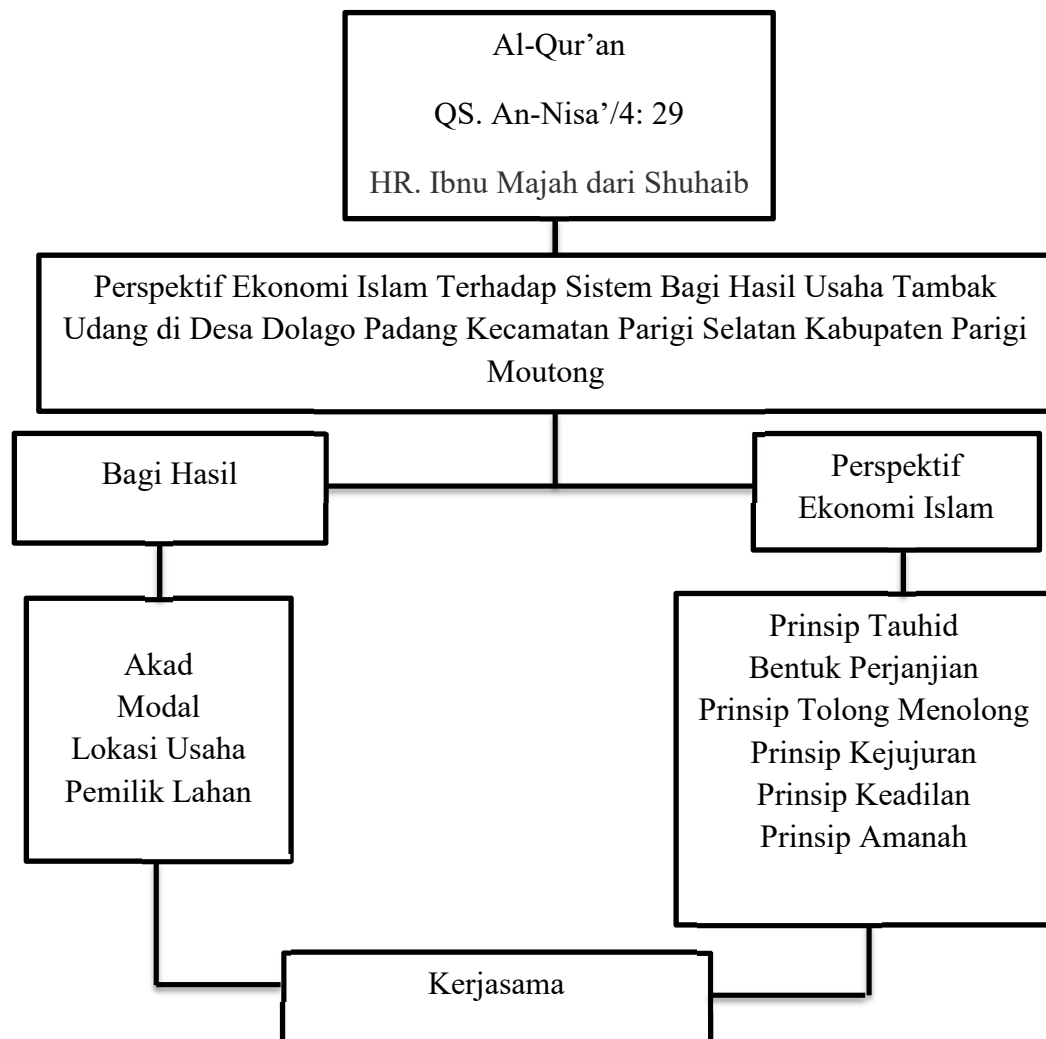 Al-Qur’an
QS. An-Nisa’/4: 29
HR. Ibnu Majah dari Shuhaib
Perspektif Ekonomi Islam Terhadap Sistem Bagi Hasil Usaha Tambak
Udang di Desa Dolago Padang Kecamatan Parigi Selatan Kabupaten Parigi
Moutong
Bagi Hasil
Perspektif
Ekonomi Islam
Akad
Modal
Lokasi Usaha
Pemilik Lahan
Prinsip Tauhid
Bentuk Perjanjian
Prinsip Tolong Menolong
Prinsip Kejujuran
Prinsip Keadilan
Prinsip Amanah
Kerjasama